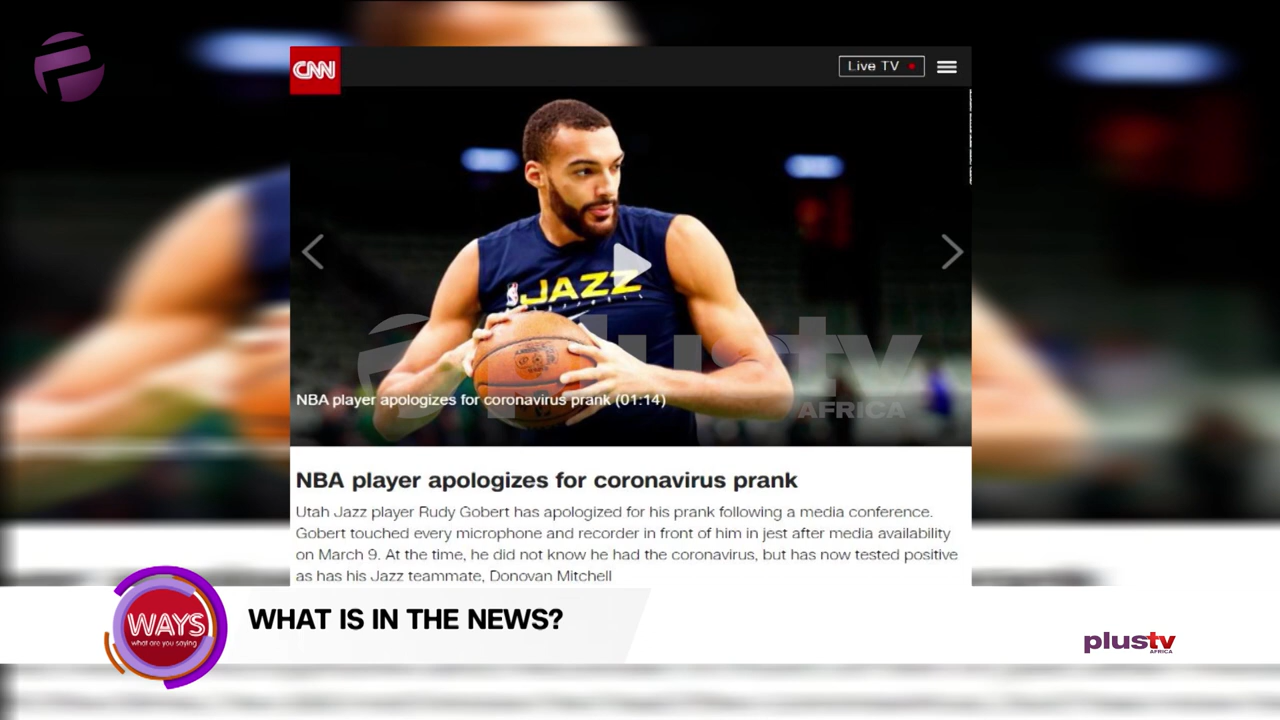 CNN
Live TV
JAZZ
plustv
AFRICA
NBA player apologizes for coronavirus prank (01:14)
NBA player apologizes for coronavirus prank
Utah Jazz player Rudy Gobert has apologized for his prank following a media conference.
Gobert touched every microphone and recorder in front of him in jest after media availability
on March 9. At the time, he did not know he had the coronavirus, but has now tested positive
as has his Jazz teammate, Donovan Mitchell
WAYS
what are you saying
WHAT IS IN THE NEWS?
plustv
AFRICA